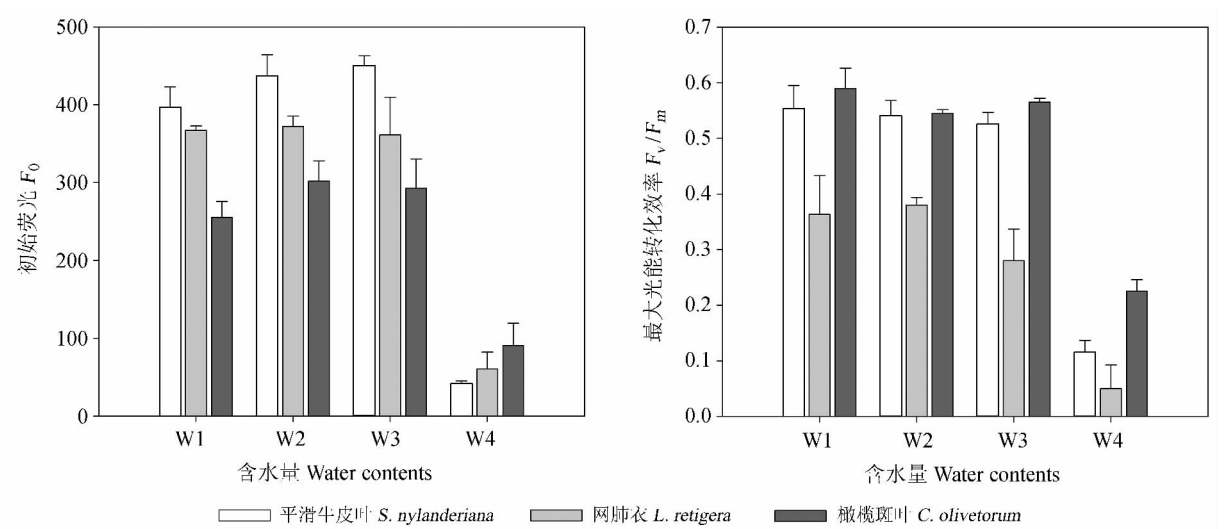 初始荧光 F0
500
400
300
200
100
0
W1 W2 W3 W4
含水量 Water contents
最大光能转化效率 Fv/Fm
0.7
0.6
0.5
0.4
0.3
0.2
0.1
0.0
W1 W2 W3 W4
含水量 Water contents
平滑牛皮叶 S. nylanderiana 网肺衣 L. retigera 橄榄斑叶 C. olivetorum